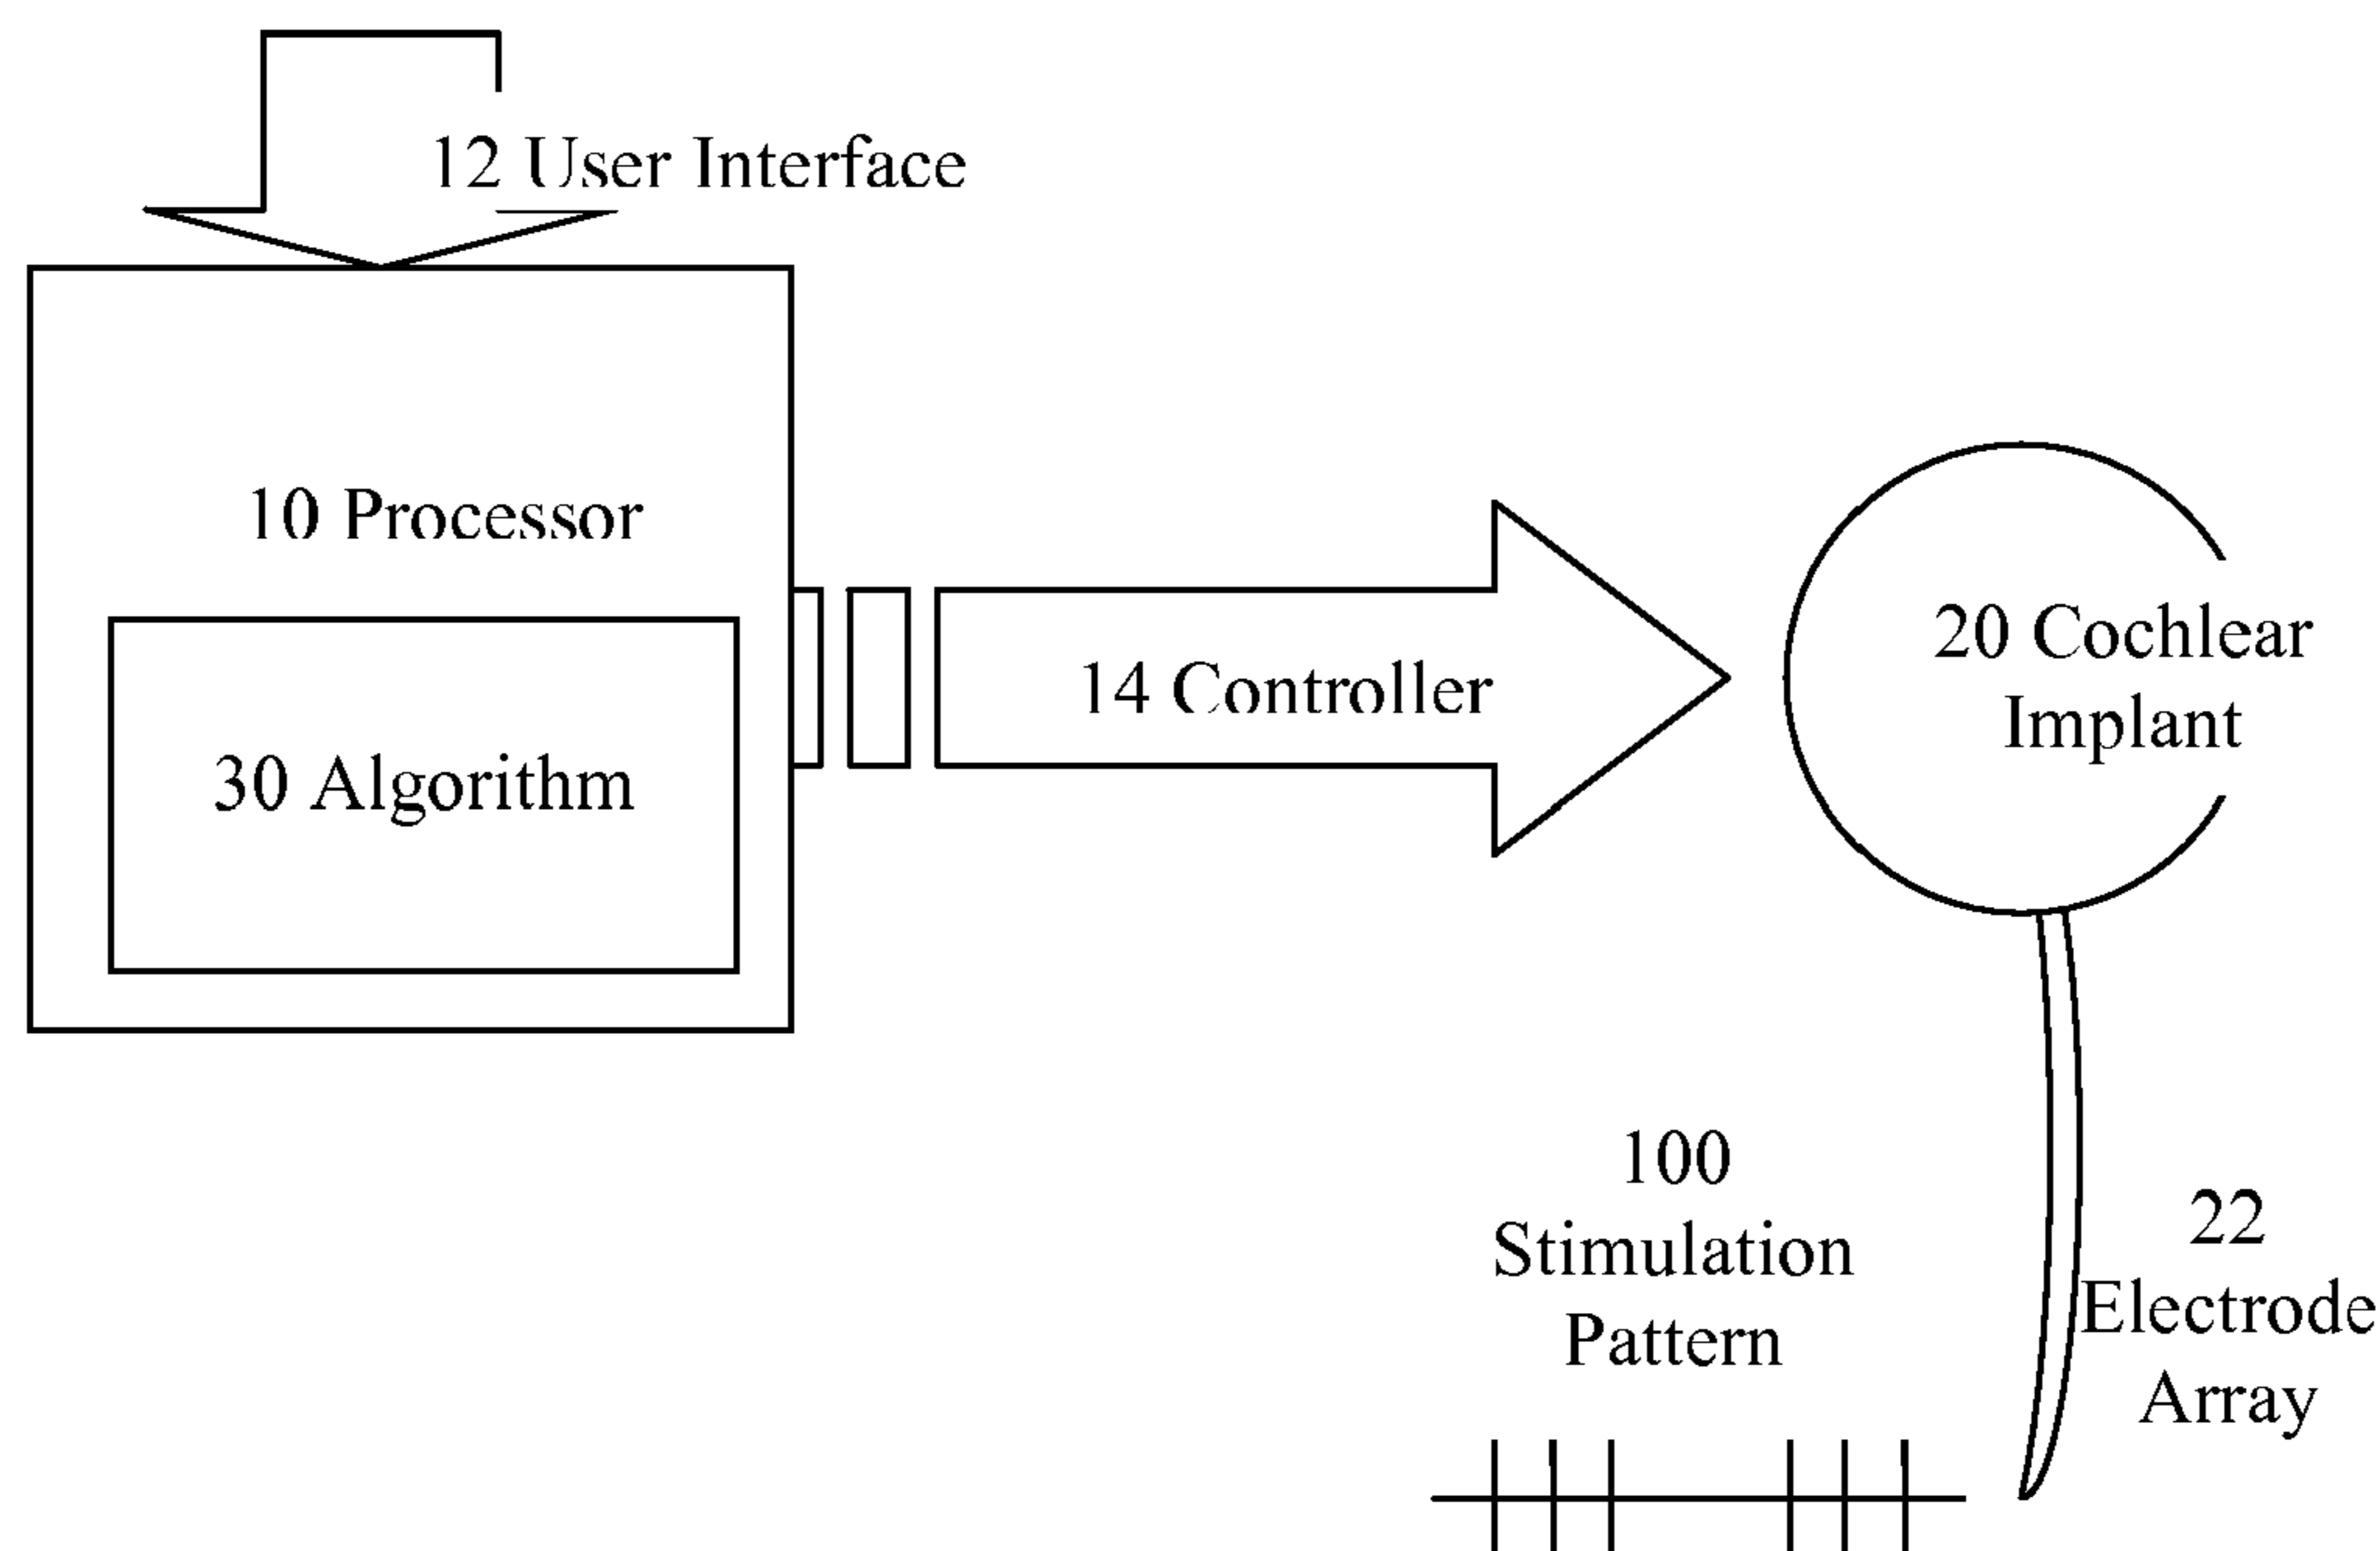 12 User Interface
10 Processor
30 Algorithm
14 Controller
20 Cochlear
Implant
100
Stimulation
Pattern
22
Electrode
Array